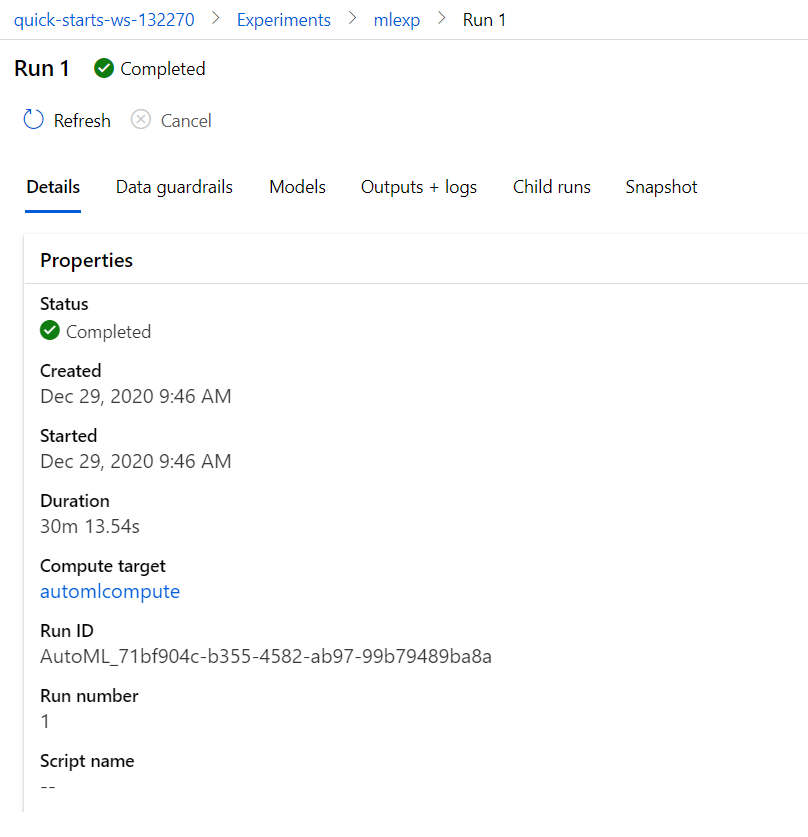 quick-starts-ws-132270 > Experiments > mlexp > Run 1
Run 1 Completed
Refresh Cancel
Details Data guardrails Models Outputs + logs Child runs Snapshot
Properties
Status
Completed
Created
Dec 29, 2020 9:46 AM
Started
Dec 29, 2020 9:46 AM
Duration
30m 13.54s
Compute target
automlcompute
Run ID
AutoML_71bf904c-b355-4582-ab97-99b79489ba8a
Run number
1
Script name
--